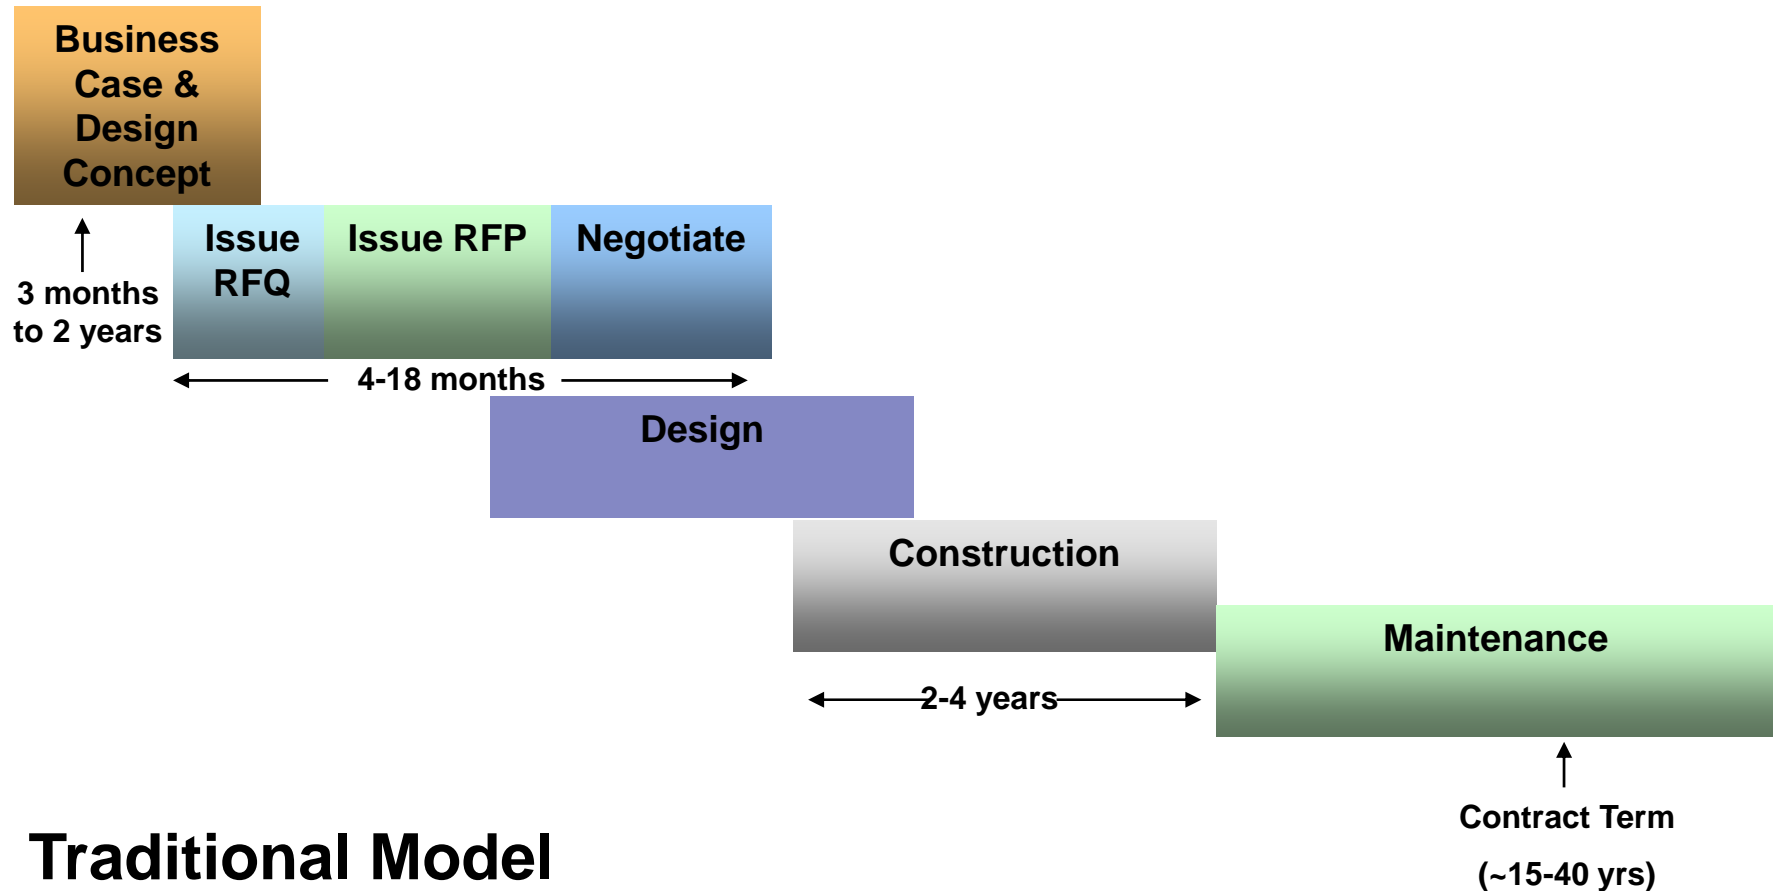 Business
Case &
Design
Concept
Issue
RFQ
Issue RFP
Negotiate
3 months
to 2 years
4-18 months
Design
Construction
Maintenance
2-4 years
Contract Term
(~15-40 yrs)
Traditional Model